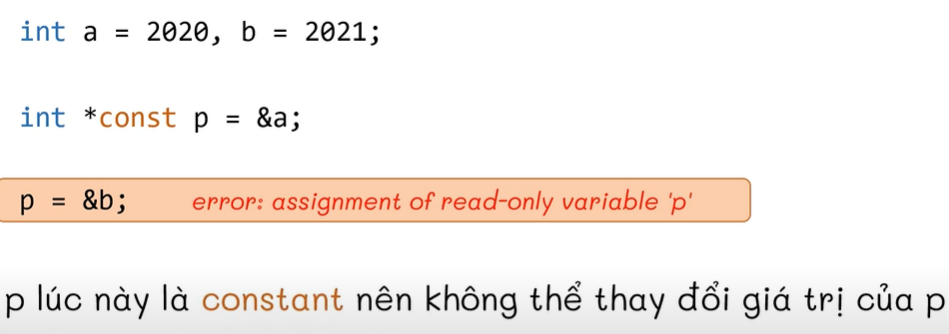 int a = 2020, b = 2021;
int *const p = &a;
p = &b; error: assignment of read-only variable 'p'
p lúc này là constant nên không thể thay đổi giá trị của p